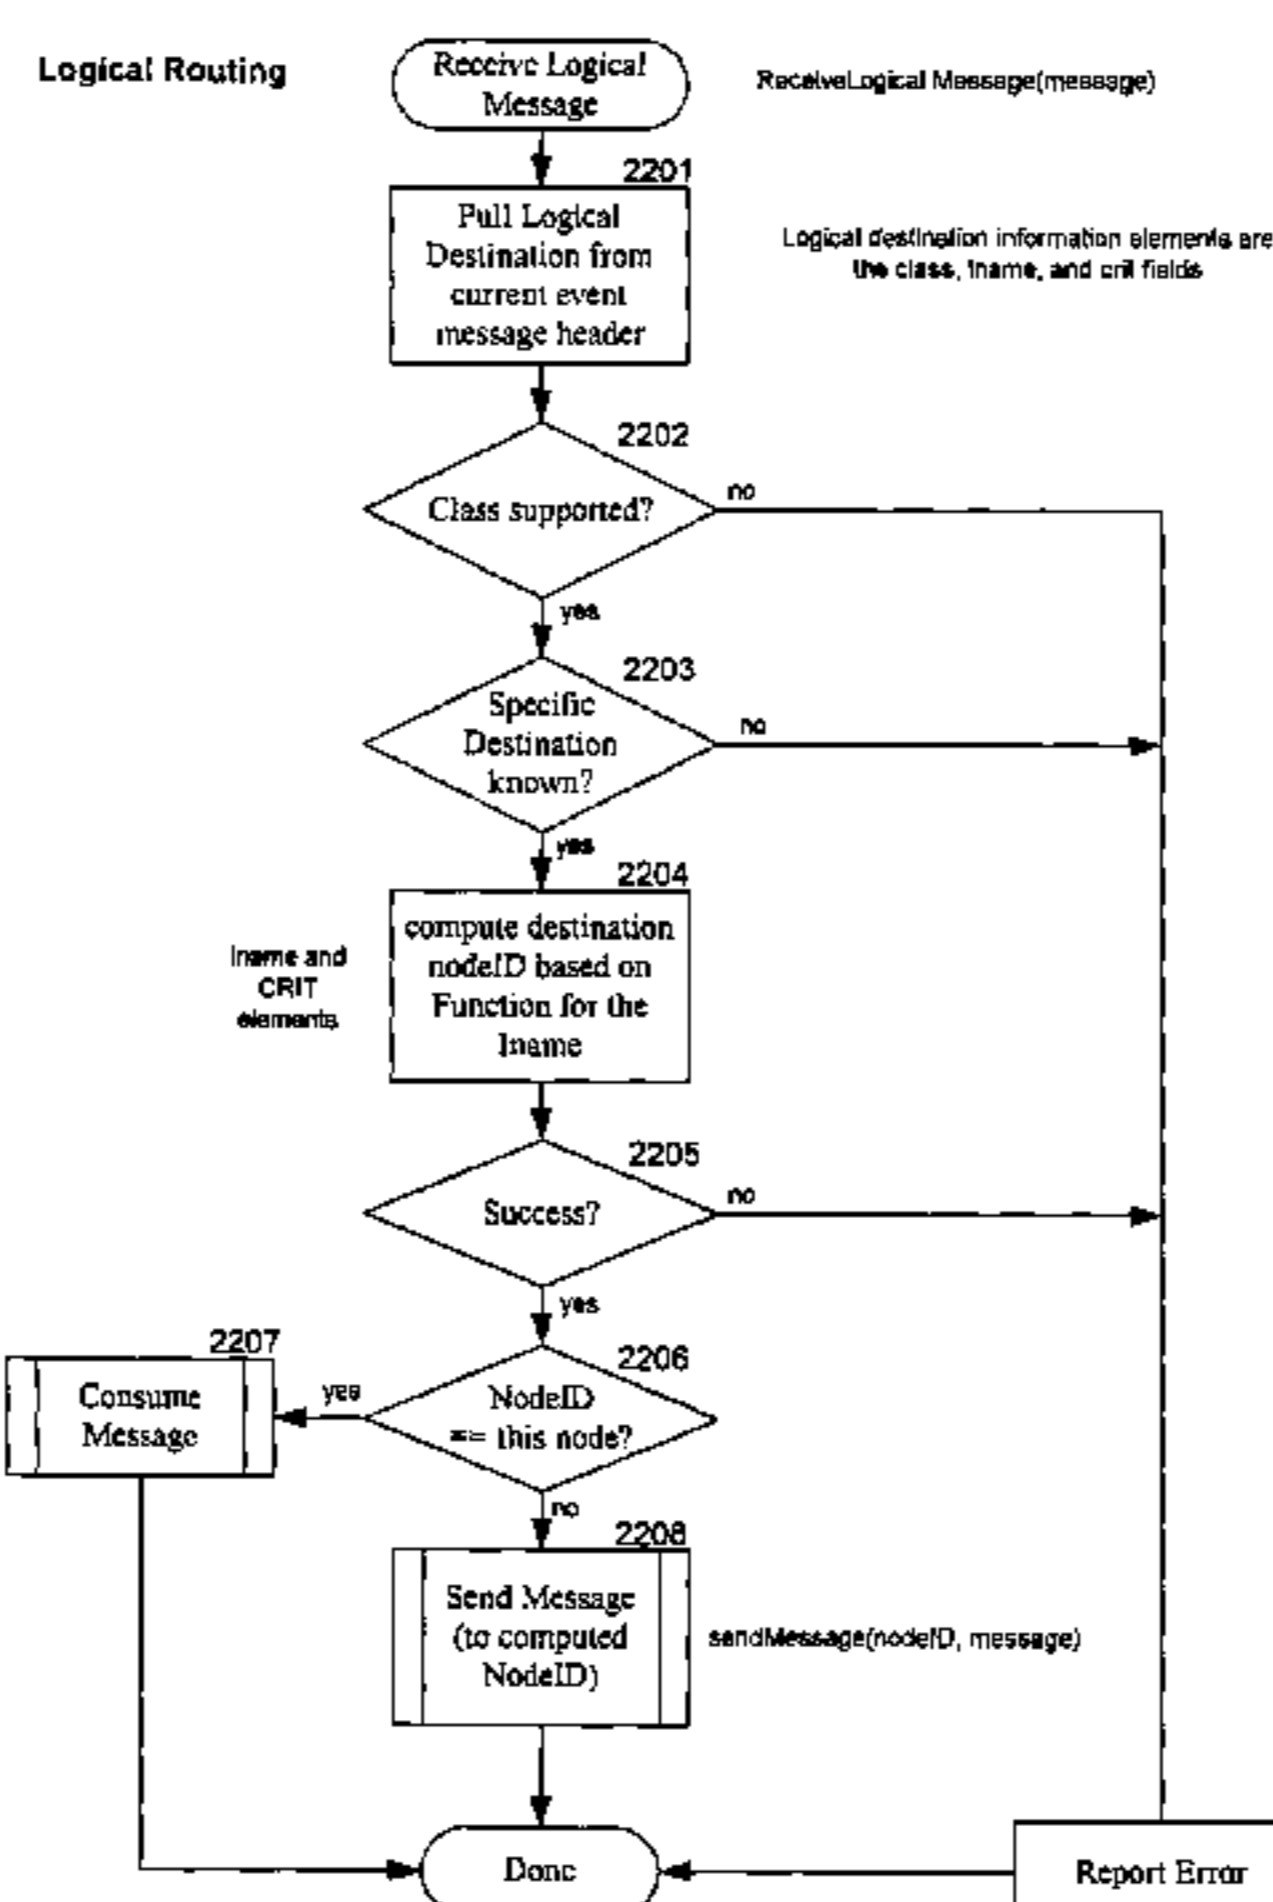 Logical Routing
Receive Logical
Message
ReceiveLogical Message(message)
2201
Pull Logical
Destination from
current event
message header
Logical destination information elements are
the class, lname, and crit fields
2202
Class supported?
no
yes
2203
Specific
Destination
known?
no
yes
2204
compute destination
nodeID based on
Function for the
lname
lname and
CRIT
elements
2205
Success?
no
yes
2206
NodeID
== this node?
yes
2207
Consume
Message
no
2208
Send Message
(to computed
NodeID)
sendMessage(nodeID, message)
Done
Report Error